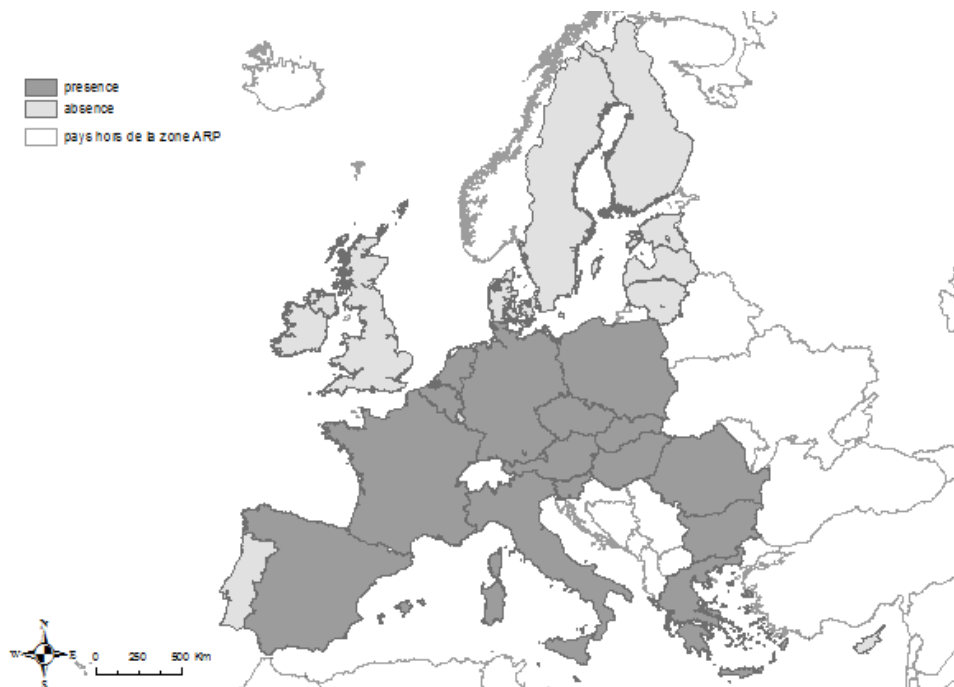 presence
absence
pays hors de la zone ARP
N
W E
S
0 250 500 Km